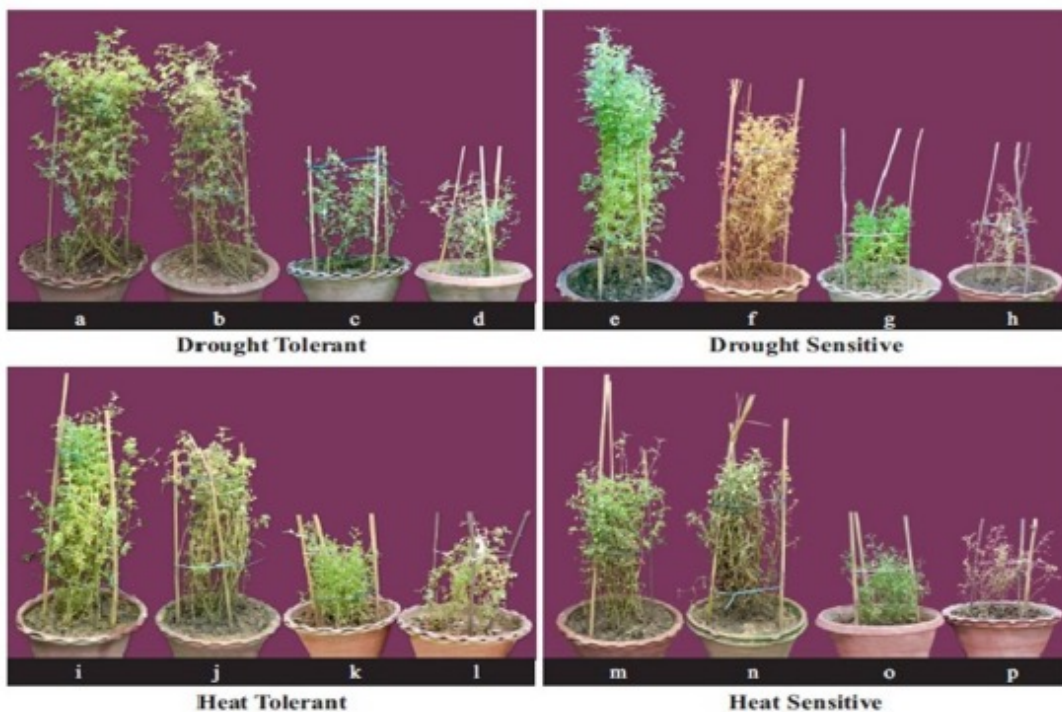 a b c d
Drought Tolerant
e f g h
Drought Sensitive
i j k l
Heat Tolerant
m n o p
Heat Sensitive